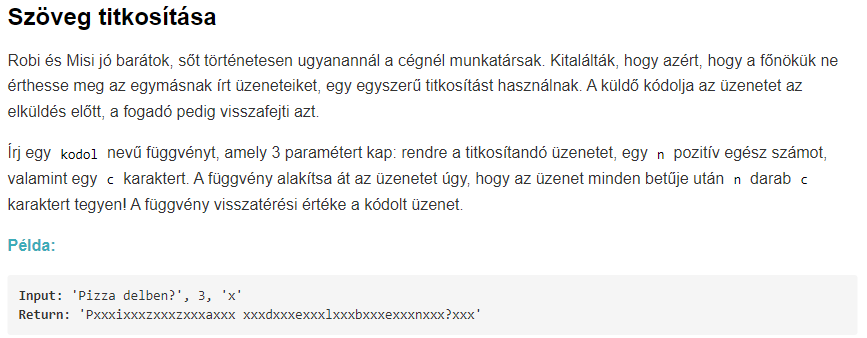 Szöveg titkosítása
Robi és Misi jó barátok, sőt történetesen ugyanannál a cégnél munkatársak. Kitalálták, hogy azért, hogy a főnökük ne
érthesse meg az egymásnak írt üzeneteiket, egy egyszerű titkosítást használnak. A küldő kódolja az üzenetet az
elküldés előtt, a fogadó pedig visszafejti azt.
Írj egy kodol nevű függvényt, amely 3 paramétert kap: rendre a titkosítandó üzenetet, egy n pozitív egész számot,
valamint egy c karaktert. A függvény alakítsa át az üzenetet úgy, hogy az üzenet minden betűje után n darab c
karaktert tegyen! A függvény visszatérési értéke a kódolt üzenet.
Példa:
Input: 'Pizza delben?', 3, 'x'
Return: 'Pxxxixxxzxxxzxxxaxxx xxxdxxxexxxlxxxbxxxexxxnxxx?xxx'